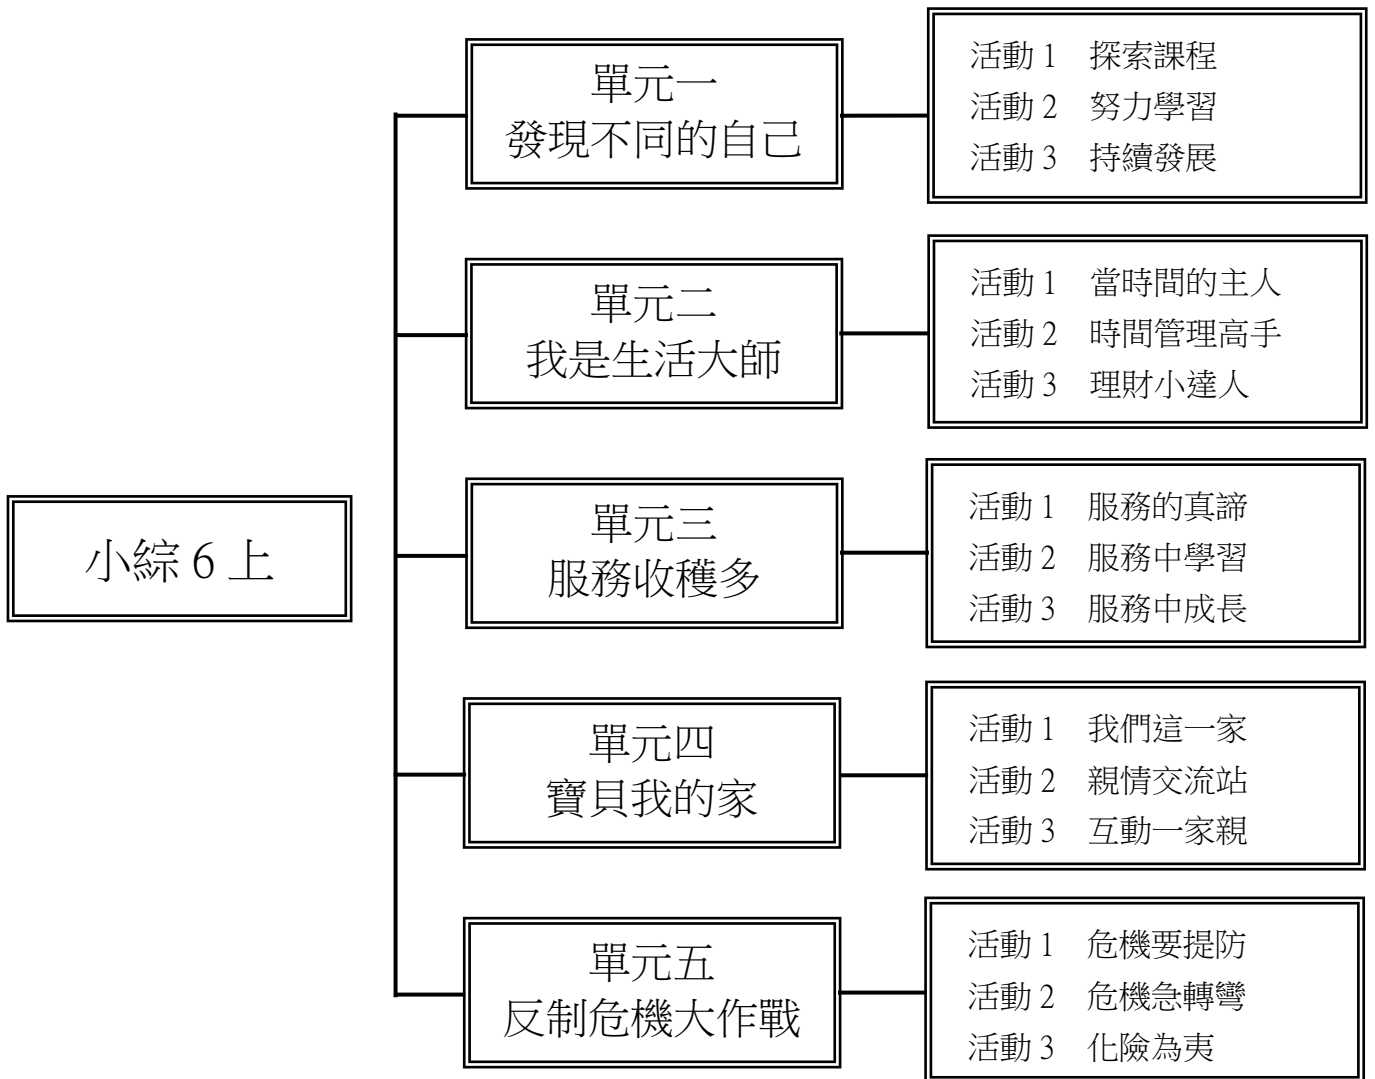 小綜 6 上
單元一
發現不同的自己
活動 1　探索課程
活動 2　努力學習
活動 3　持續發展
單元二
我是生活大師
活動 1　當時間的主人
活動 2　時間管理高手
活動 3　理財小達人
單元三
服務收穫多
活動 1　服務的真諦
活動 2　服務中學習
活動 3　服務中成長
單元四
寶貝我的家
活動 1　我們這一家
活動 2　親情交流站
活動 3　互動一家親
單元五
反制危機大作戰
活動 1　危機要提防
活動 2　危機急轉彎
活動 3　化險為夷